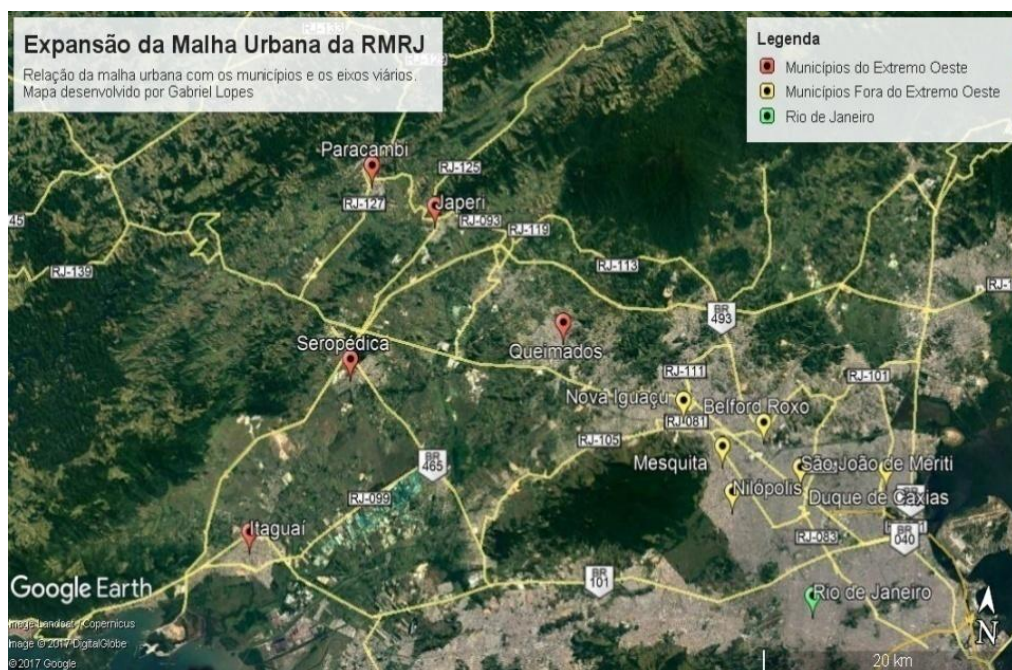 Expansão da Malha Urbana da RMRJ
Relação da malha urbana com os municípios e os eixos viários.
Mapa desenvolvido por Gabriel Lopes
Legenda
Municípios do Extremo Oeste
Municípios Fora do Extremo Oeste
Rio de Janeiro
Paracambi
RJ-125
RJ-127
Japeri
RJ-093
RJ-119
45
RJ-139
RJ-113
RJ-1
BR
493
Seropédica
Queimados
RJ-111
RJ-101
Nova Iguaçu
Belford Roxo
RJ-081
RJ-105
Mesquita
São João de Meriti
BR
465
Nilópolis
RJ-099
Duque de Caxias
Itaguaí
RJ-083
BR
040
BR
101
Google Earth
Rio de Janeiro
Image Landsat / Copernicus
Image © 2017 DigitalGlobe
© 2017 Google
N
20 km